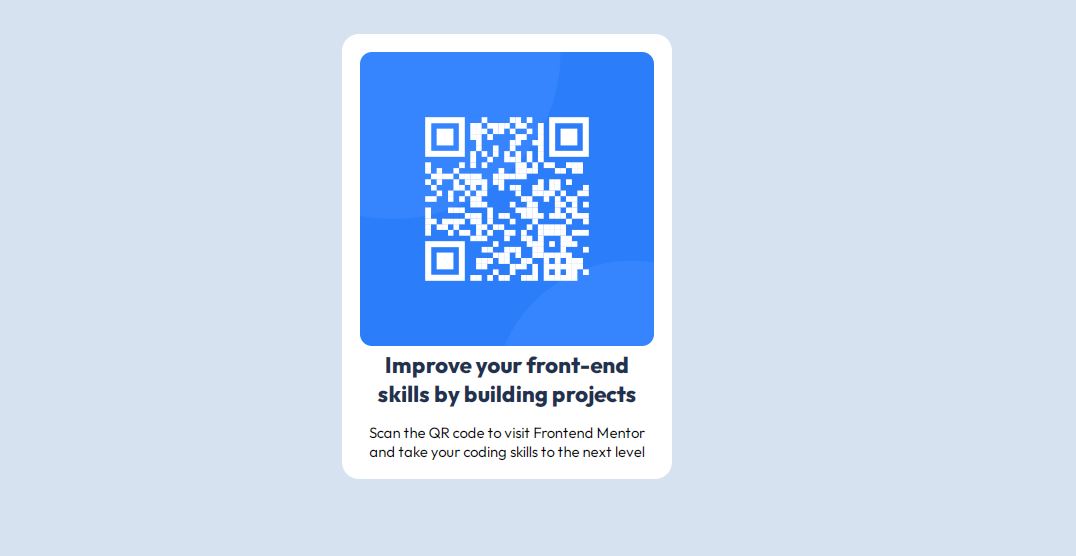 Improve your front-end
skills by building projects
Scan the QR code to visit Frontend Mentor
and take your coding skills to the next level